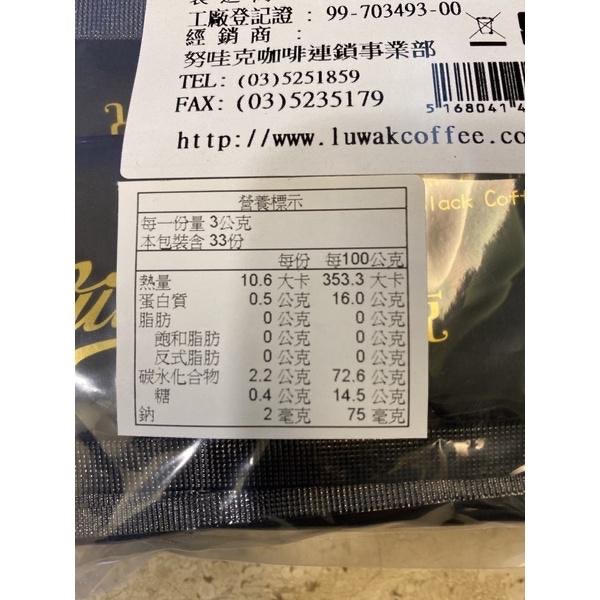 工廠登記證 : 99-703493-00
經 銷 商 :
努哇克咖啡連鎖事業部
TEL: (03)5251859
FAX: (03)5235179
5 168041 4
http://www.luwakcoffee.co
lack Coff
營養標示
每一份量 3公克
本包裝含 33份
每份 每100公克
熱量 10.6 大卡 353.3 大卡
蛋白質 0.5 公克 16.0 公克
脂肪 0 公克 0 公克
飽和脂肪 0 公克 0 公克
反式脂肪 0 公克 0 公克
碳水化合物 2.2 公克 72.6 公克
糖 0.4 公克 14.5 公克
鈉 2 毫克 75 毫克